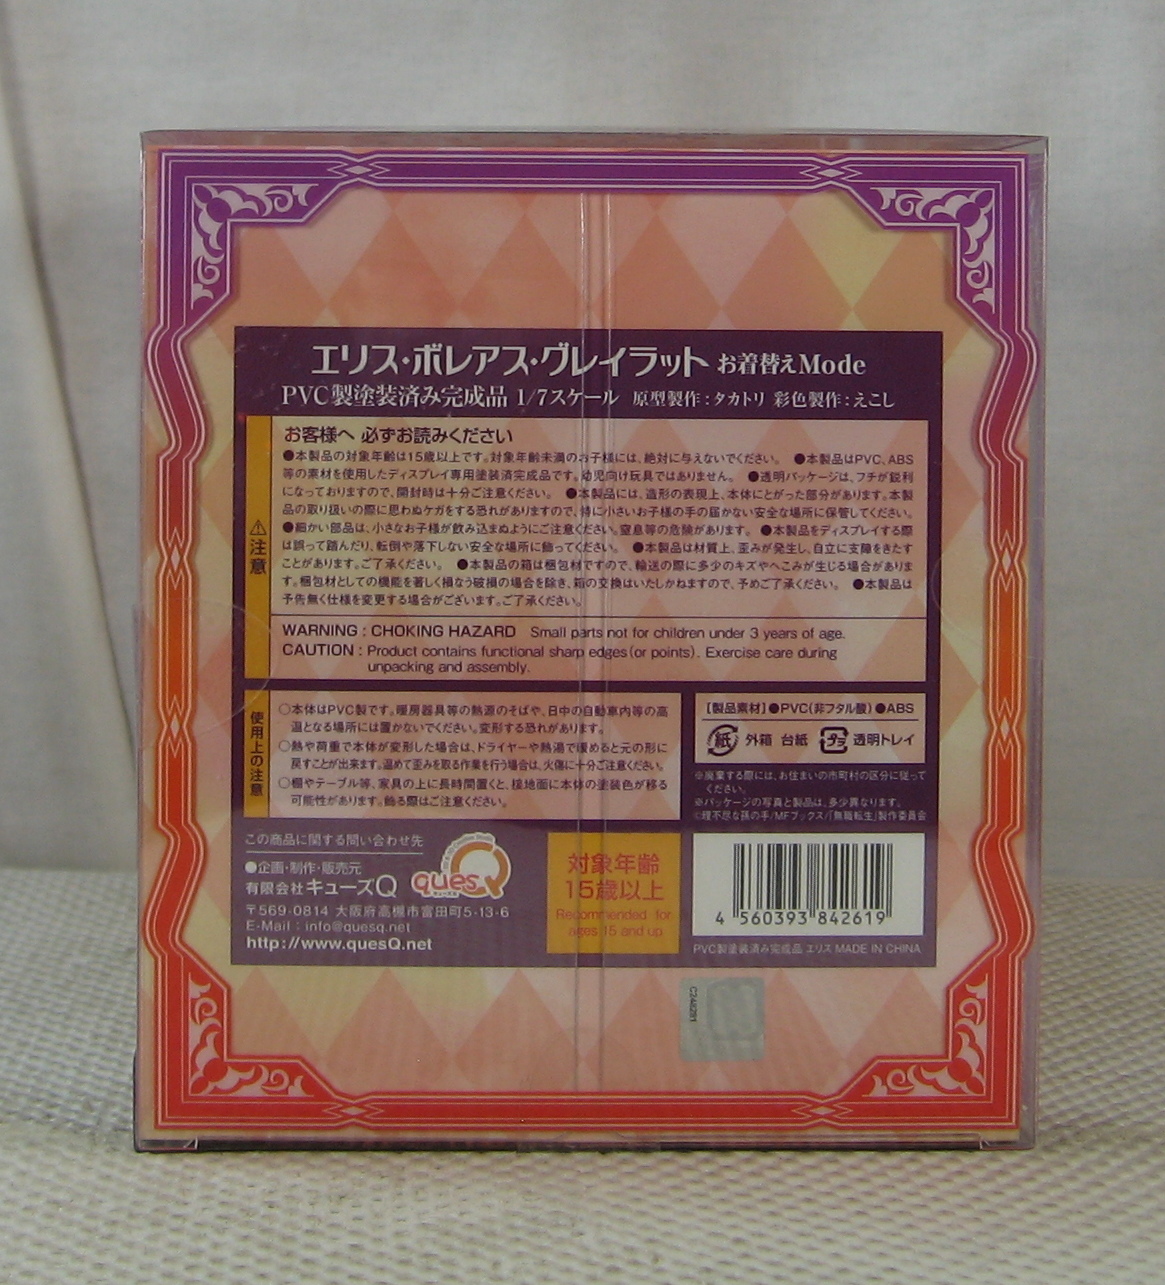 エリス・ボレアス・グレイラット お着替えMode
PVC製塗装済み完成品 1/7スケール 原型製作：タカトリ 彩色製作：えこし
⚠注意
お客様へ 必ずお読みください
●本製品の対象年齢は15歳以上です。対象年齢未満のお子様には、絶対に与えないでください。 ●本製品はPVC、ABS
等の素材を使用したディスプレイ専用塗装済完成品です。幼児向け玩具ではありません。 ●透明パッケージは、フチが鋭利
になっておりますので、開封時は十分ご注意ください。 ●本製品には、造形の表現上、本体にとがった部分があります。本製
品の取り扱いの際に思わぬケガをする恐れがありますので、特に小さいお子様の手の届かない安全な場所に保管してください。
●細かい部品は、小さなお子様が飲み込まぬようにご注意ください。窒息等の危険があります。 ●本製品をディスプレイする際
は誤って踏んだり、転倒や落下しない安全な場所に飾ってください。 ●本製品は材質上、歪みが発生し、自立に支障をきたす
ことがあります。ご了承ください。 ●本製品の箱は梱包材ですので、輸送の際に多少のキズやへこみが生じる場合がありま
す。梱包材としての機能を著しく損なう破損の場合を除き、箱の交換はいたしかねますので、予めご了承ください。 ●本製品は
予告無く仕様を変更する場合がございます。ご了承ください。
WARNING : CHOKING HAZARD Small parts not for children under 3 years of age.
CAUTION : Product contains functional sharp edges(or points). Exercise care during
unpacking and assembly.
使用上の注意
○本体はPVC製です。暖房器具等の熱源のそばや、日中の自動車内等の高
温となる場所には置かないでください。変形する恐れがあります。
○熱や荷重で本体が変形した場合は、ドライヤーや熱湯で暖めると元の形に
戻すことが出来ます。温めて歪みを取る作業を行う場合は、火傷に十分ご注意ください。
○棚やテーブル等、家具の上に長時間置くと、接地面に本体の塗装色が移る
可能性があります。飾る際はご注意ください。
【製品素材】●PVC(非フタル酸) ●ABS
紙 外箱 台紙 プラ 透明トレイ
※廃棄する際には、お住まいの市町村の区分に従って
ください。
※パッケージの写真と製品は、多少異なります。
©理不尽な孫の手/MFブックス/「無職転生」製作委員会
この商品に関する問い合わせ先
●企画・制作・販売元
有限会社キューズQ
quesQ
キューズQ
〒569-0814 大阪府高槻市富田町5-13-6
E-Mail : info@quesq.net
http://www.quesQ.net
対象年齢
15歳以上
Recommended for
ages 15 and up
4 560393 842619
PVC製塗装済み完成品 エリス MADE IN CHINA